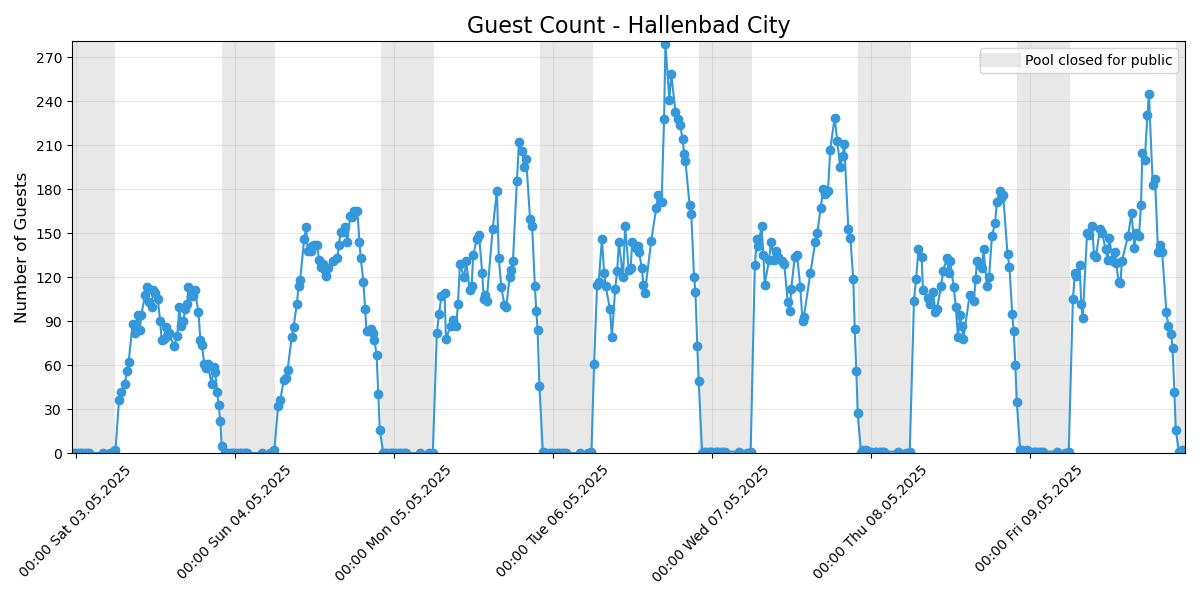 Guest Count - Hallenbad City
Pool closed for public
Number of Guests
270
240
210
180
150
120
90
60
30
0
00:00 Sat 03.05.2025
00:00 Sun 04.05.2025
00:00 Mon 05.05.2025
00:00 Tue 06.05.2025
00:00 Wed 07.05.2025
00:00 Thu 08.05.2025
00:00 Fri 09.05.2025